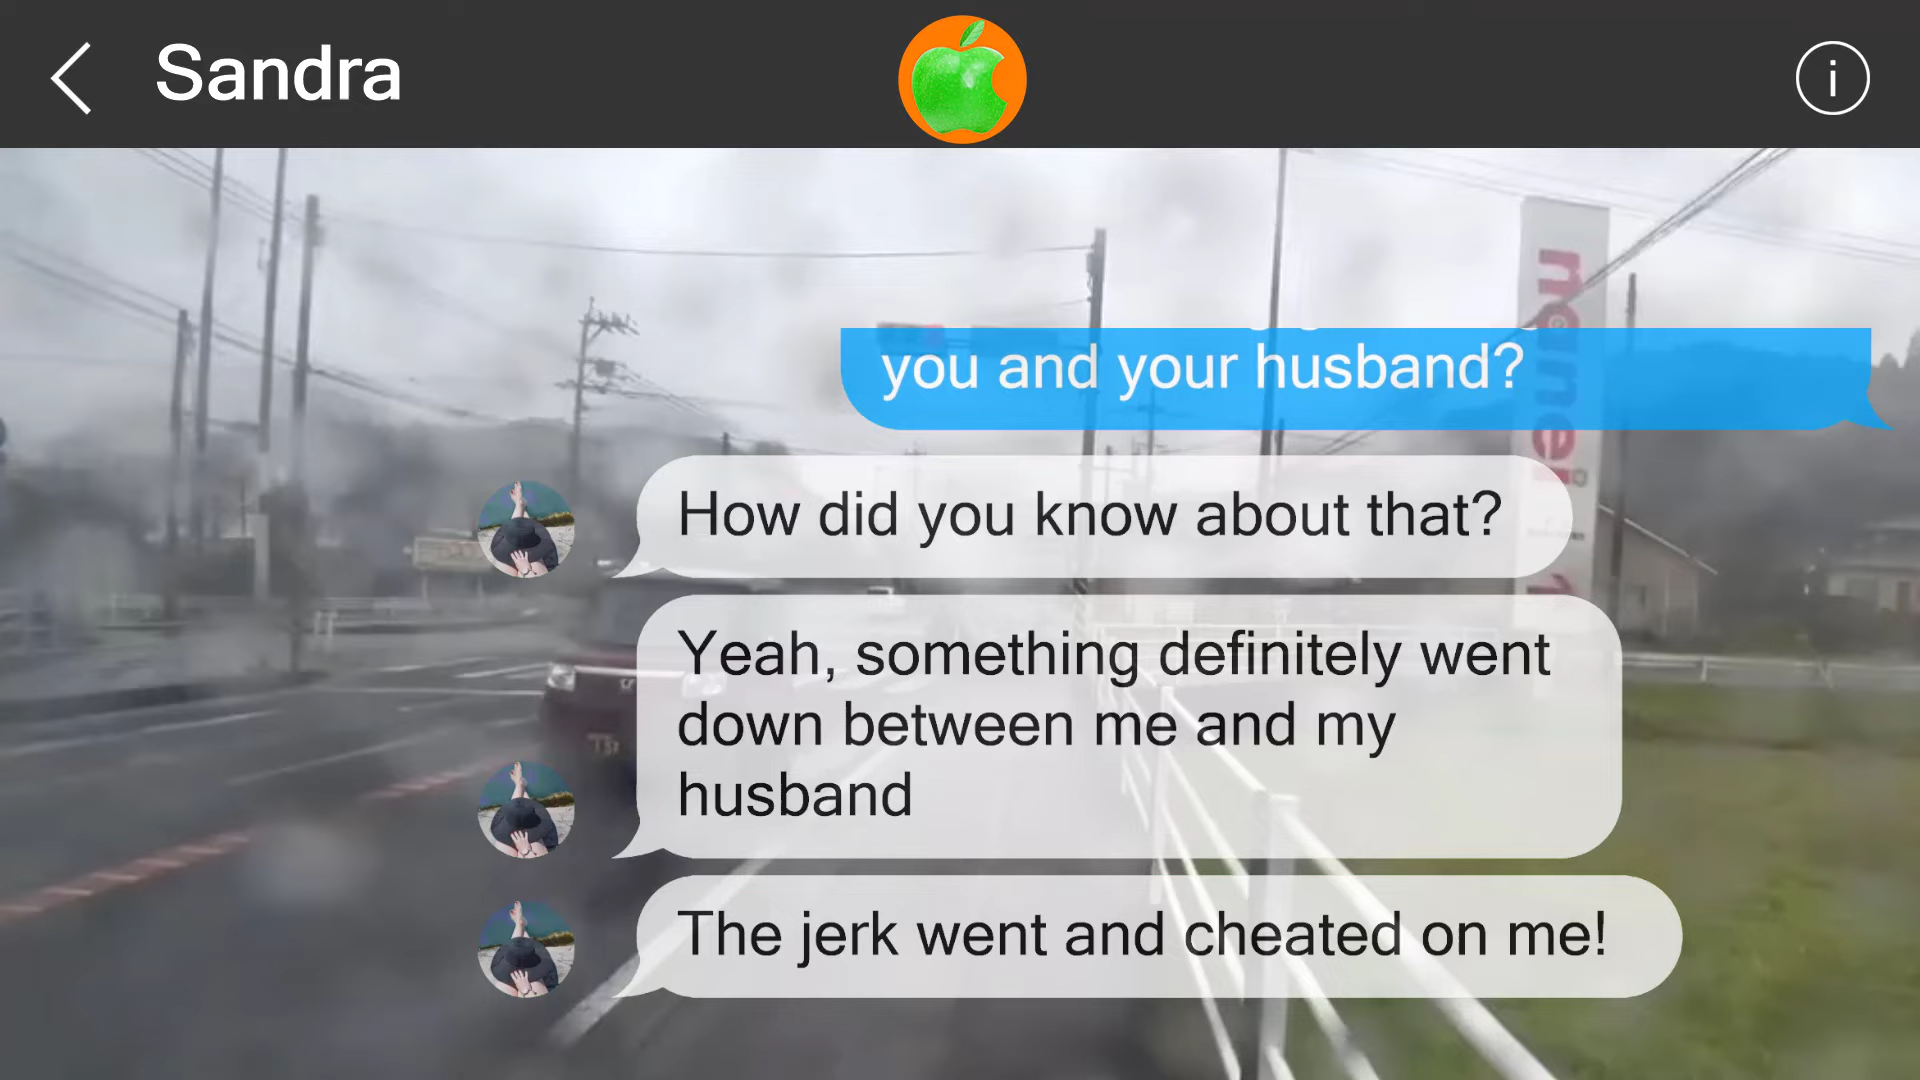 Sandra
you and your husband?
How did you know about that?
Yeah, something definitely went
down between me and my
husband
The jerk went and cheated on me!